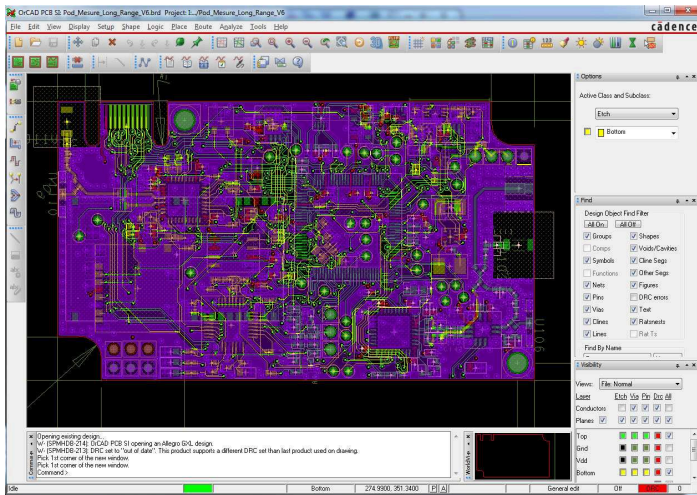 OrCAD PCB SI: Pod_Mesure_Long_Range_V6.brd Project: I:.../Pod_Mesure_Long_Range_V6
File Edit View Display Setup Shape Logic Place Route Analyze Tools Help
cādence
Options
Active Class and Subclass:
Etch
Bottom
Find
Design Object Find Filter
All On All Off
Groups Shapes
Comps Voids/Cavities
Symbols Cline Segs
Functions Other Segs
Nets Figures
Pins DRC errors
Vias Text
Clines Ratsnests
Lines Rat Ts
Find By Name
Visibility
Views: File: Normal
Layer Etch Via Pin Drc All
Conductors
Planes
Top
Gnd
Vdd
Bottom
Opening existing design...
W- (SPMHDB-214): OrCAD PCB SI opening an Allegro GXL design.
W- (SPMHDB-213): DRC set to "out of date". This product supports a different DRC set than last product used on drawing.
Pick 1st corner of the new window.
Pick 1st corner of the new window.
Command >
Command
WorldView
Idle Bottom 274.9900, 351.3400 P A General edit Off DRC 0